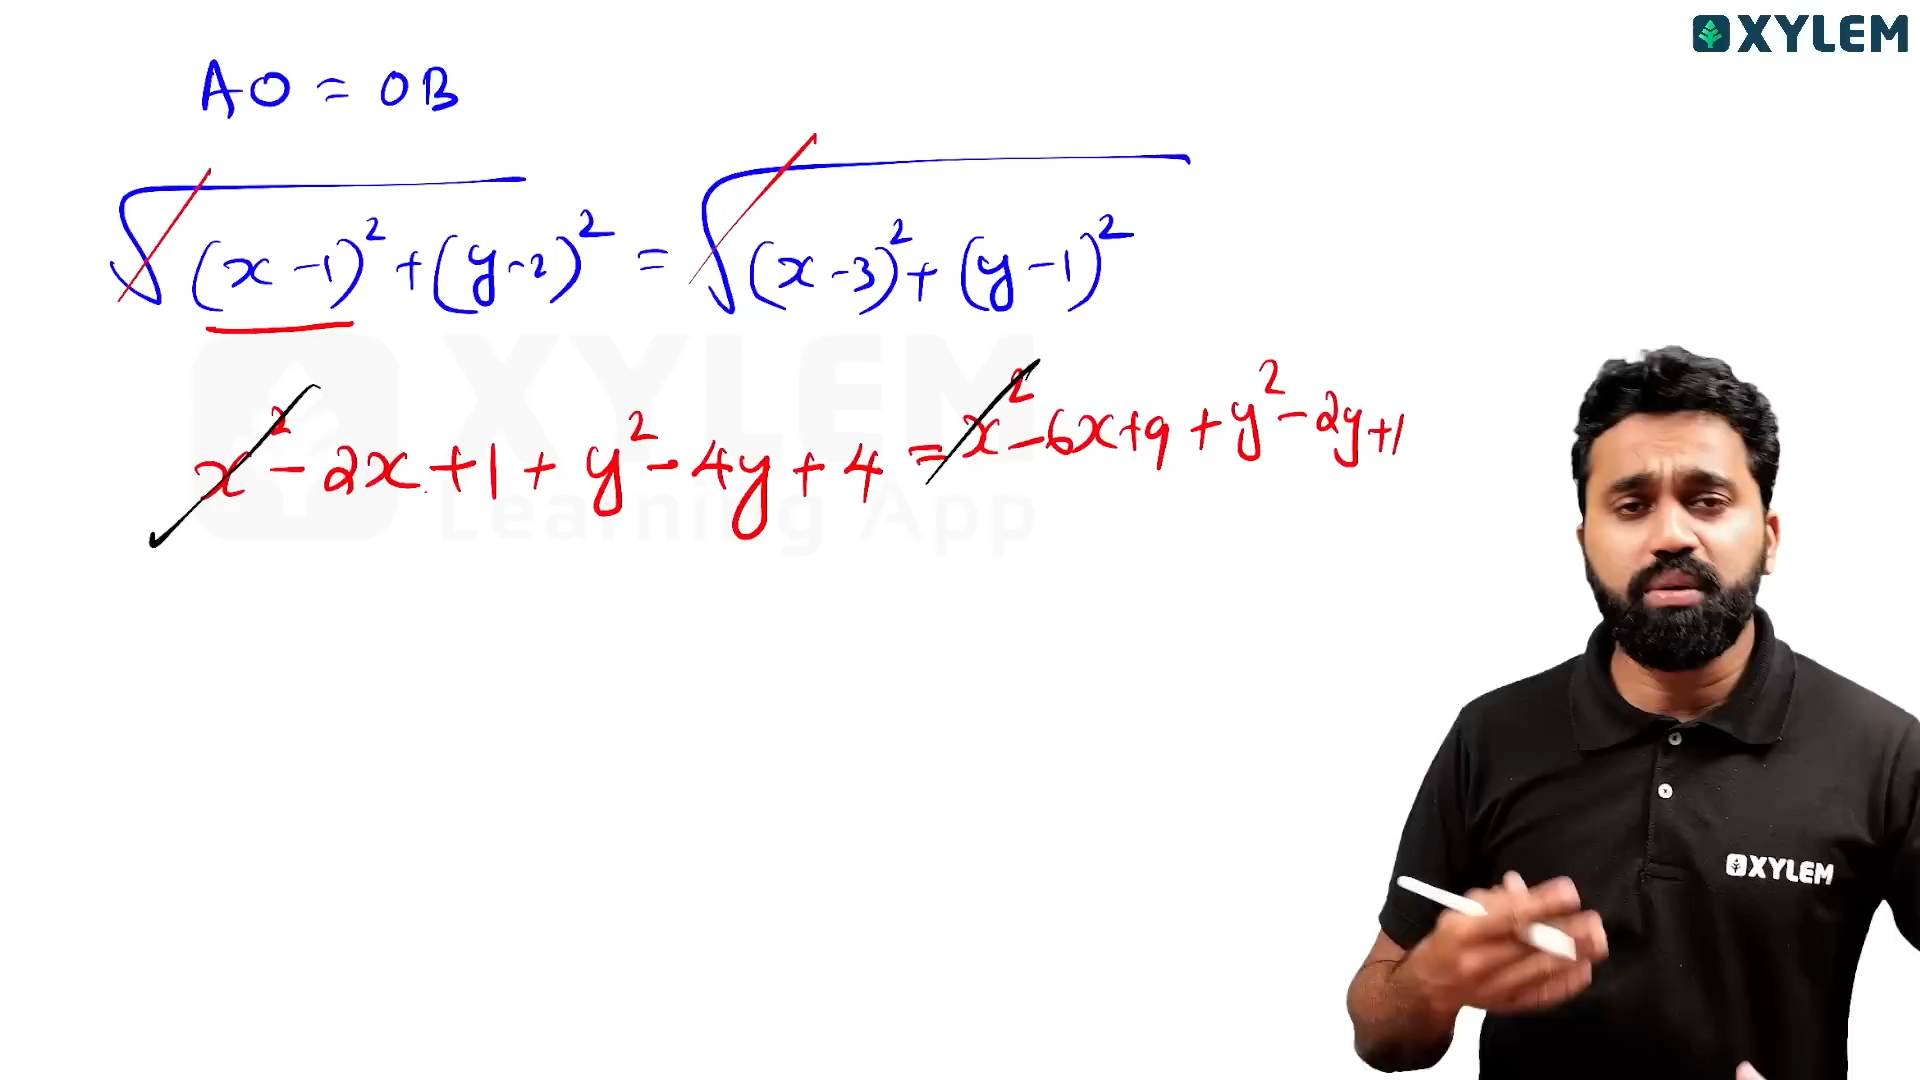 XYLEM
AO = OB
√(x-1)² + (y-2)² = √(x-3)² + (y-1)²
x² - 2x + 1 + y² - 4y + 4 = x² - 6x + 9 + y² - 2y + 1
XYLEM
Learning App
XYLEM